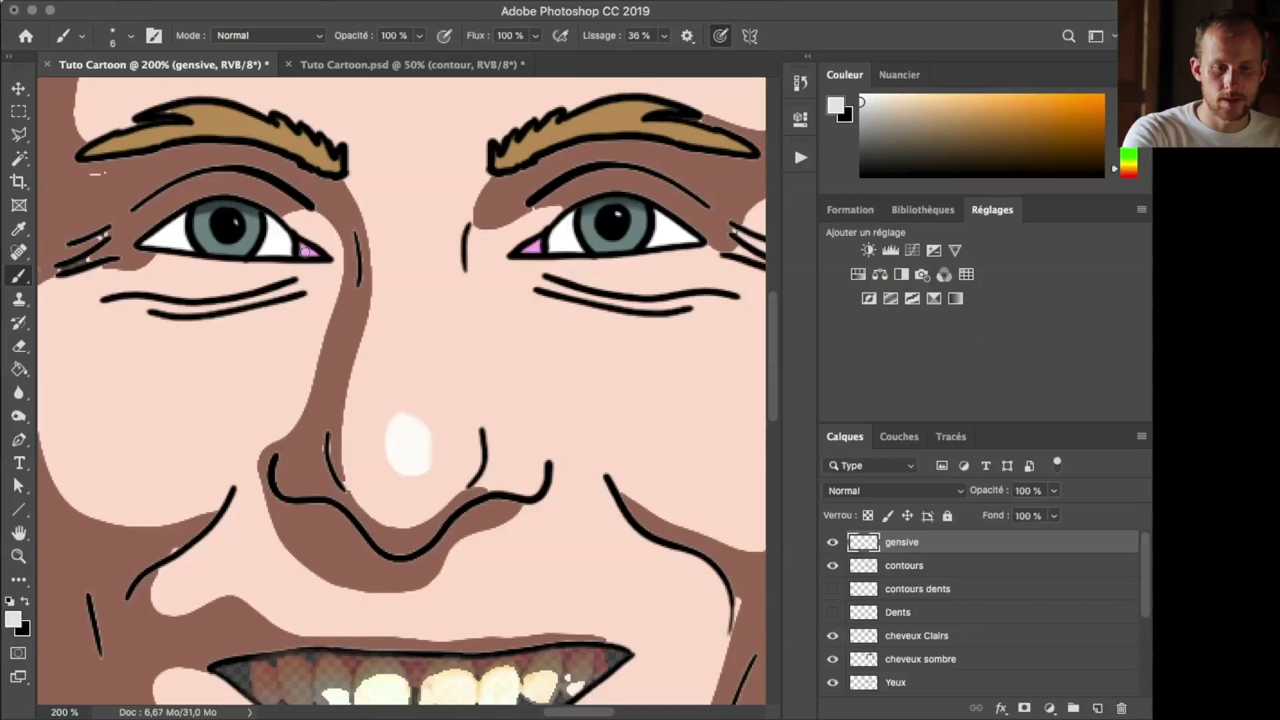 Adobe Photoshop CC 2019
6 Mode : Normal Opacité : 100 % Flux : 100 % Lissage : 36 %
× Tuto Cartoon @ 200% (gensive, RVB/8*) * × Tuto Cartoon.psd @ 50% (contour, RVB/8*) *
Couleur Nuancier
Formation Bibliothèques Réglages
Ajouter un réglage
Calques Couches Tracés
Type
Normal Opacité : 100 %
Verrou : Fond : 100 %
gensive
contours
contours dents
Dents
cheveux Clairs
cheveux sombre
Yeux
200 % Doc : 6,67 Mo/31,0 Mo